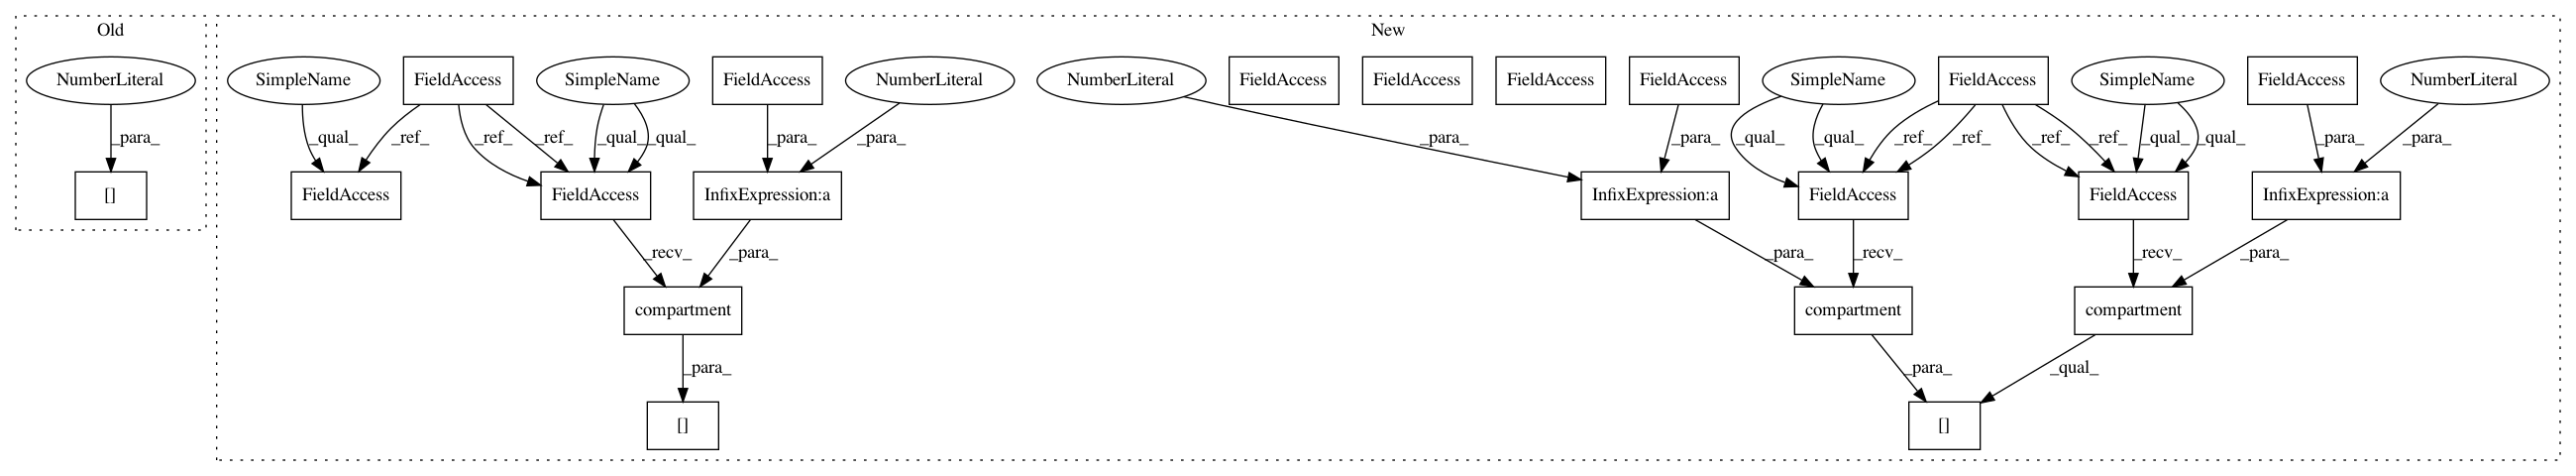 Old
New
NumberLiteral
SimpleName
FieldAccess
SimpleName
FieldAccess
NumberLiteral
NumberLiteral
FieldAccess
FieldAccess
FieldAccess
FieldAccess
SimpleName
FieldAccess
SimpleName
FieldAccess
NumberLiteral
_para_
_qual_
_ref_
_ref_
_ref_
_qual_
_qual_
_para_
_para_
_para_
_para_
_qual_
_qual_
_ref_
_ref_
_ref_
_ref_
_qual_
_qual_
_para_
_para_
[]
FieldAccess
FieldAccess
InfixExpression:a
InfixExpression:a
FieldAccess
FieldAccess
InfixExpression:a
_recv_
_para_
_para_
_recv_
_recv_
_para_
compartment
compartment
compartment
_para_
_para_
_qual_
[]
[]